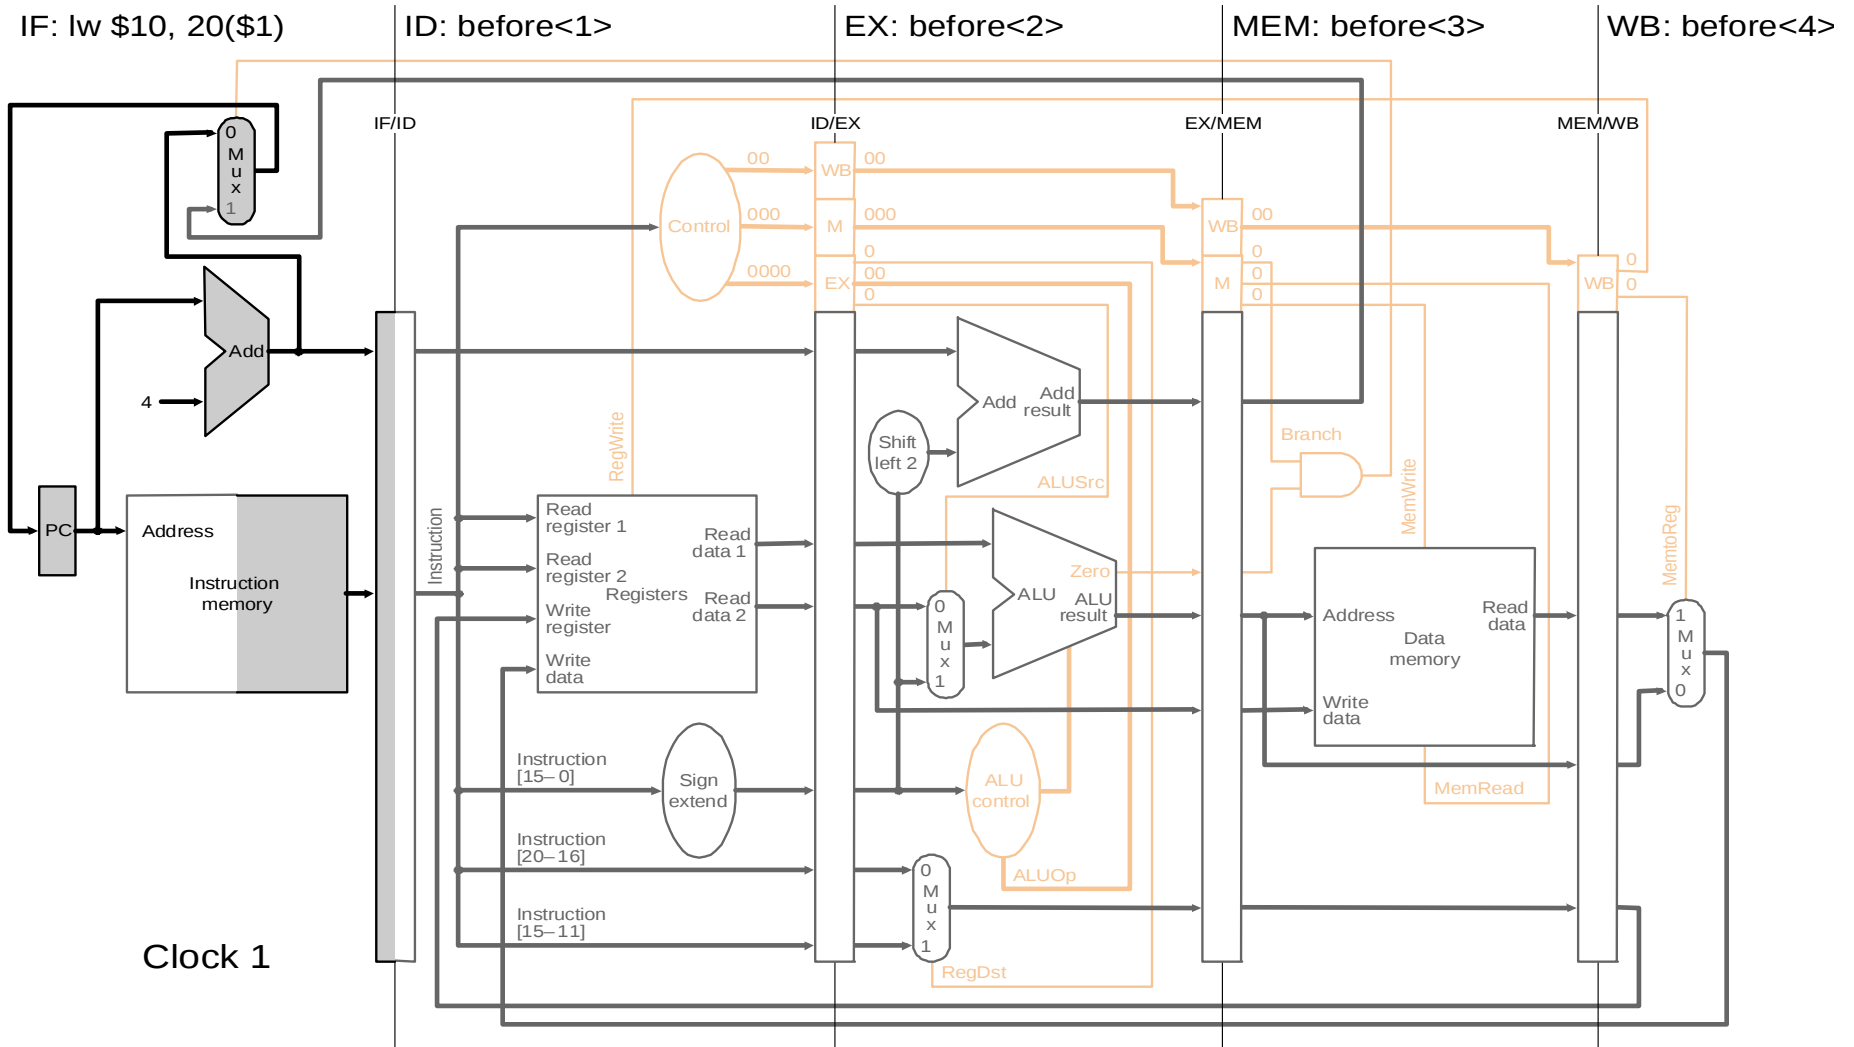 IF: lw $10, 20($1)
ID: before<1>
EX: before<2>
MEM: before<3>
WB: before<4>
IF/ID
ID/EX
EX/MEM
MEM/WB
0
M
u
x
1
Add
4
PC
Address
Instruction
memory
Instruction
Control
00
000
0000
WB
M
EX
00
000
0
00
0
WB
M
00
0
0
0
WB
0
0
RegWrite
Read
register 1
Read
register 2
Write
register
Write
data
Registers
Read
data 1
Read
data 2
Instruction
[15–0]
Sign
extend
Instruction
[20–16]
Instruction
[15–11]
Shift
left 2
Add
Add
result
ALUSrc
0
M
u
x
1
Zero
ALU
ALU
result
ALU
control
ALUOp
0
M
u
x
1
RegDst
Branch
MemWrite
Address
Read
data
Data
memory
Write
data
MemRead
MemtoReg
1
M
u
x
0
Clock 1